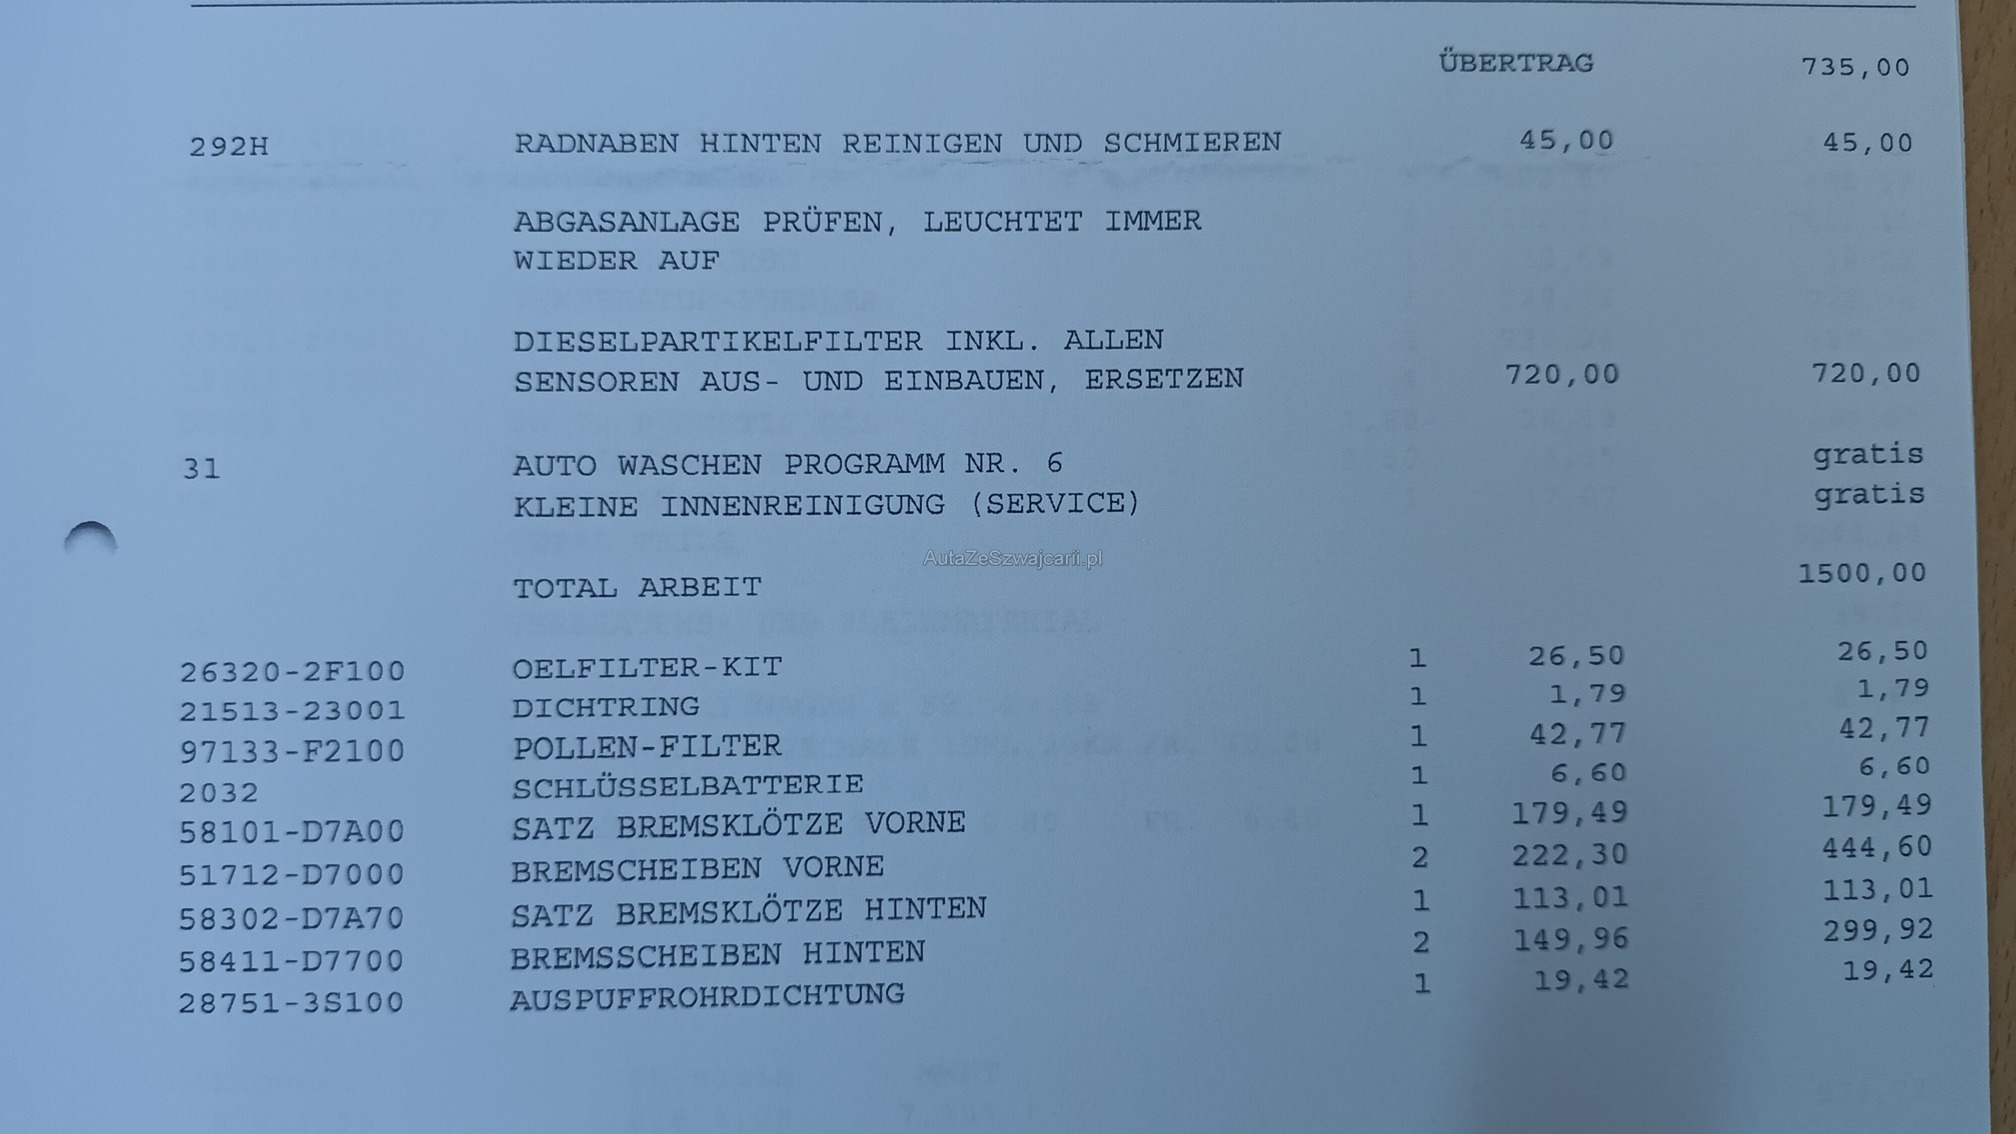 ÜBERTRAG 735,00
292H RADNABEN HINTEN REINIGEN UND SCHMIEREN 45,00 45,00
ABGASANLAGE PRÜFEN, LEUCHTET IMMER
WIEDER AUF
DIESELPARTIKELFILTER INKL. ALLEN
SENSOREN AUS- UND EINBAUEN, ERSETZEN 720,00 720,00
31 AUTO WASCHEN PROGRAMM NR. 6 gratis
KLEINE INNENREINIGUNG (SERVICE) gratis
AutaZeSzwajcarii.pl
TOTAL ARBEIT 1500,00
26320-2F100 OELFILTER-KIT 1 26,50 26,50
21513-23001 DICHTRING 1 1,79 1,79
97133-F2100 POLLEN-FILTER 1 42,77 42,77
2032 SCHLÜSSELBATTERIE 1 6,60 6,60
58101-D7A00 SATZ BREMSKLÖTZE VORNE 1 179,49 179,49
51712-D7000 BREMSCHEIBEN VORNE 2 222,30 444,60
58302-D7A70 SATZ BREMSKLÖTZE HINTEN 1 113,01 113,01
58411-D7700 BREMSSCHEIBEN HINTEN 2 149,96 299,92
28751-3S100 AUSPUFFROHRDICHTUNG 1 19,42 19,42